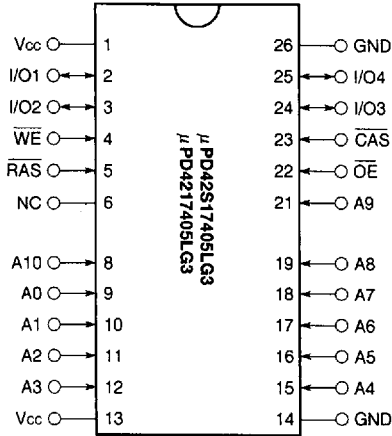 Vcc 1 26 GND
I/O1 2 25 I/O4
I/O2 3 24 I/O3
WE 4 23 CAS
RAS 5 22 OE
NC 6 21 A9
A10 8 19 A8
A0 9 18 A7
A1 10 17 A6
A2 11 16 A5
A3 12 15 A4
Vcc 13 14 GND
μPD42S17405LG3
μPD4217405LG3